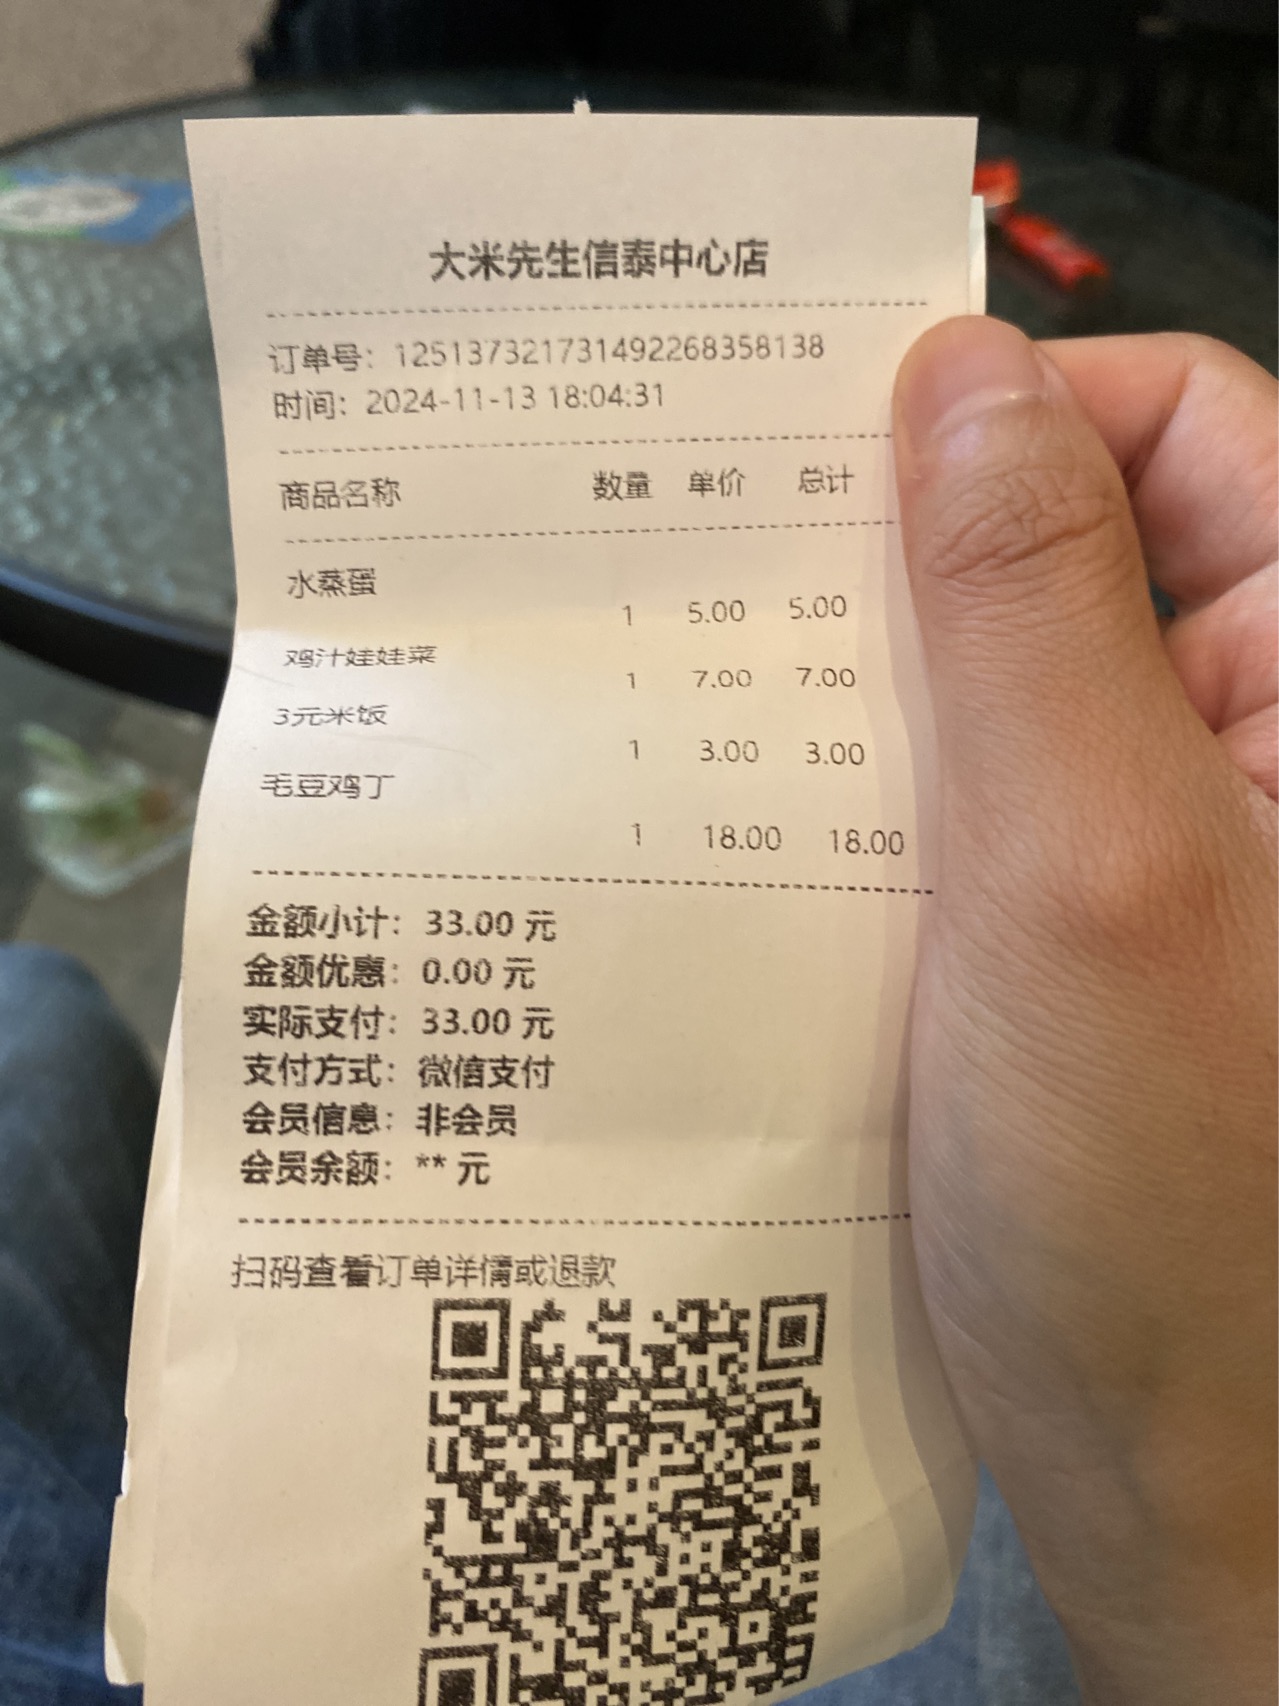 大米先生信泰中心店
订单号：125137321731492268358138
时间：2024-11-13 18:04:31
商品名称 数量 单价 总计
水蒸蛋
1 5.00 5.00
鸡汁娃娃菜
1 7.00 7.00
3元米饭
1 3.00 3.00
毛豆鸡丁
1 18.00 18.00
金额小计：33.00 元
金额优惠：0.00 元
实际支付：33.00 元
支付方式：微信支付
会员信息：非会员
会员余额：** 元
扫码查看订单详情或退款